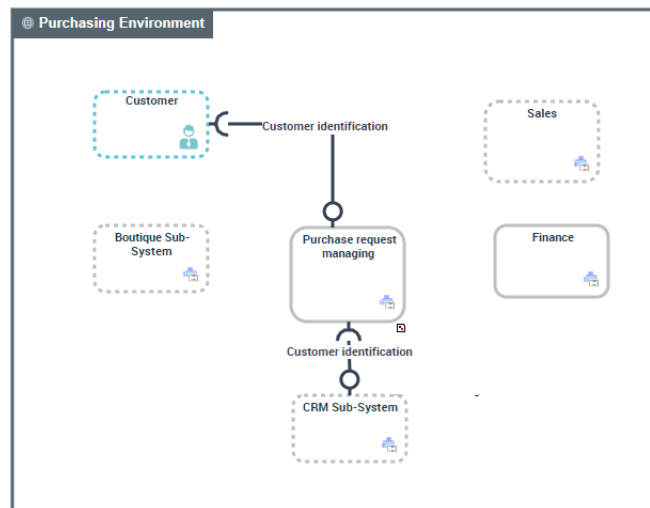 Purchasing Environment
Customer
Customer identification
Sales
Boutique Sub-
System
Purchase request
managing
Finance
Customer identification
CRM Sub-System